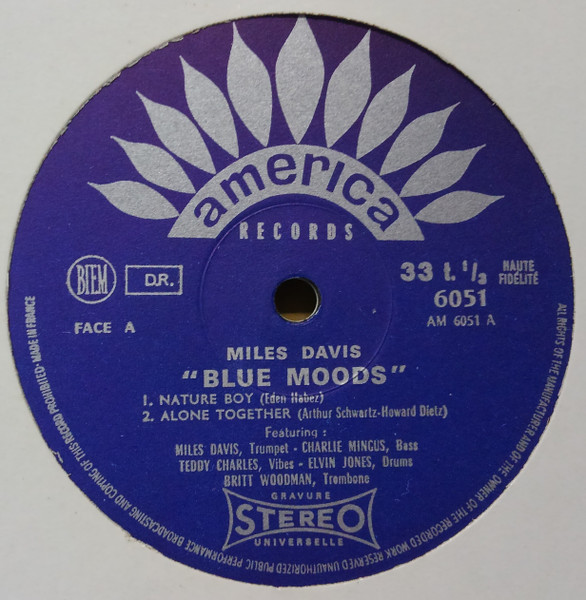 america
RECORDS
BIEM
D.R.
33 t. 1/3
HAUTE
FIDÉLITÉ
6051
FACE A
AM 6051 A
MILES DAVIS
"BLUE MOODS"
1. NATURE BOY (Eden Habez)
2. ALONE TOGETHER (Arthur Schwartz-Howard Dietz)
Featuring :
MILES DAVIS, Trumpet - CHARLIE MINGUS, Bass
TEDDY CHARLES, Vibes - ELVIN JONES, Drums
BRITT WOODMAN, Trombone
GRAVURE
STEREO
UNIVERSELLE
ALL RIGHTS OF THE MANUFACTURER AND OF THE OWNER OF THE RECORDED WORK RESERVED UNAUTHORIZED PUBLIC PERFORMANCE BROADCASTING AND COPYING OF THIS RECORD PROHIBITED · MADE IN FRANCE